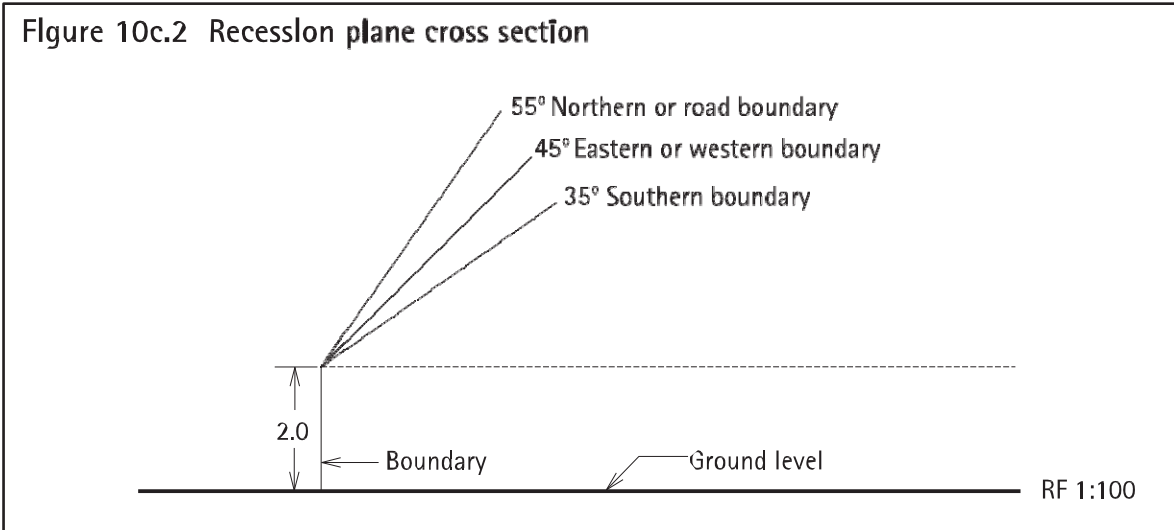 Figure 10c.2 Recession plane cross section
55° Northern or road boundary
45° Eastern or western boundary
35° Southern boundary
2.0
Boundary
Ground level
RF 1:100